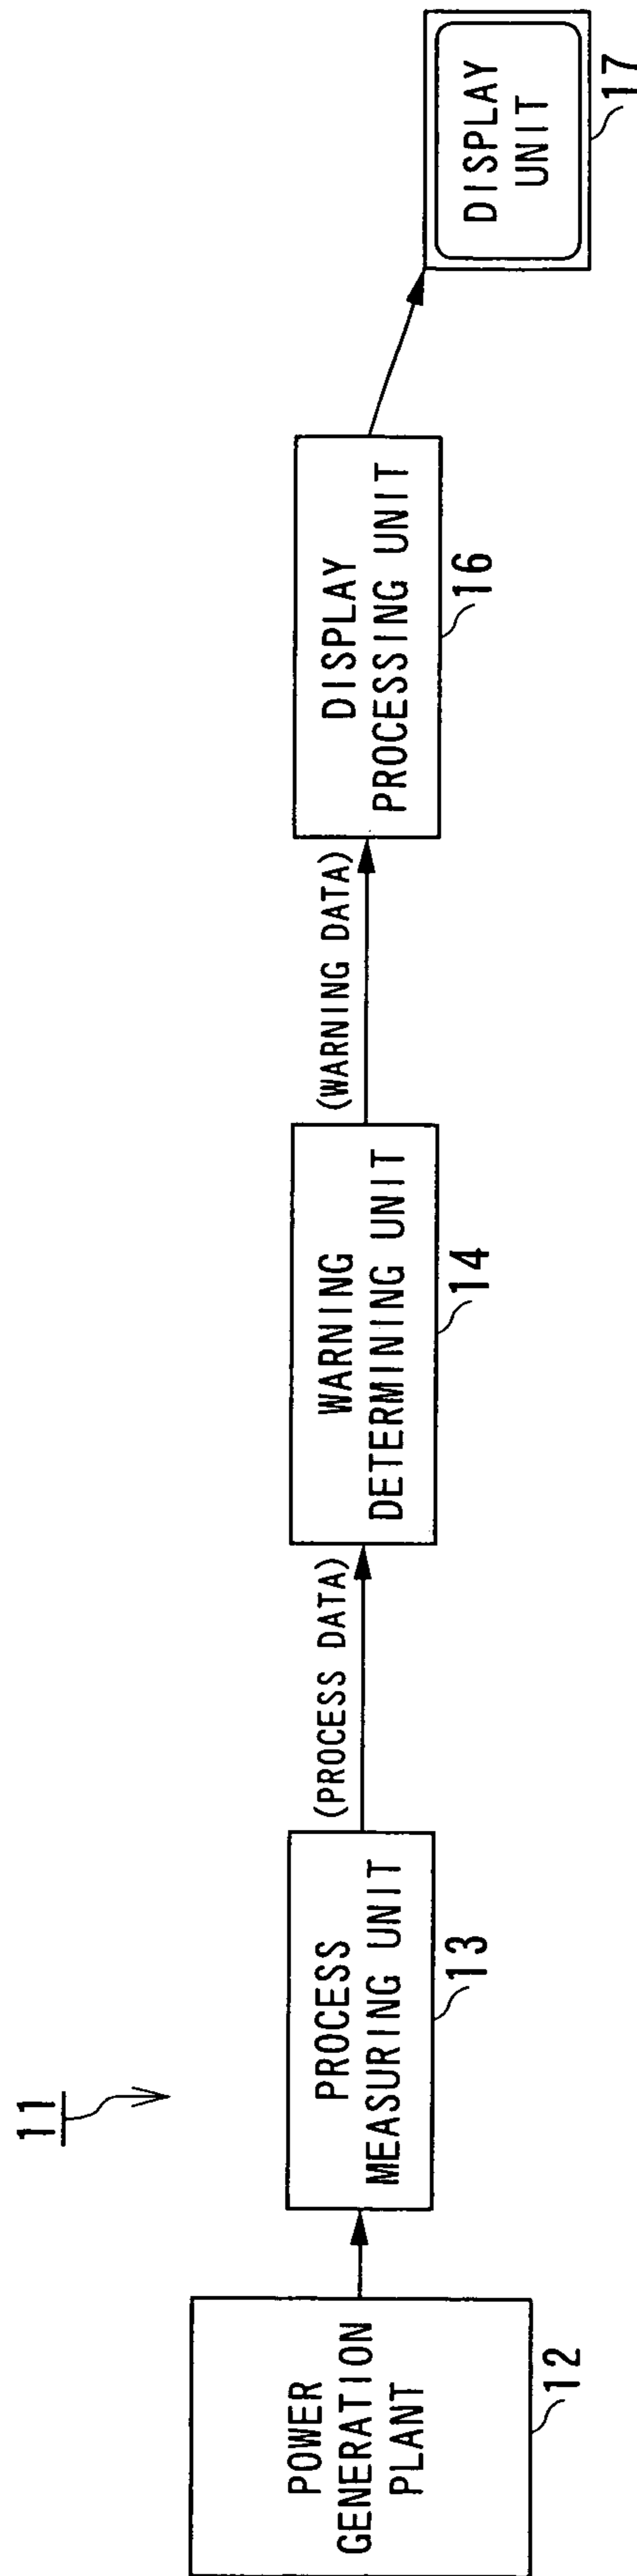 11
POWER
GENERATION
PLANT
12
PROCESS
MEASURING UNIT
13
(PROCESS DATA)
WARNING
DETERMINING UNIT
14
(WARNING DATA)
DISPLAY
PROCESSING UNIT
16
DISPLAY
UNIT
17